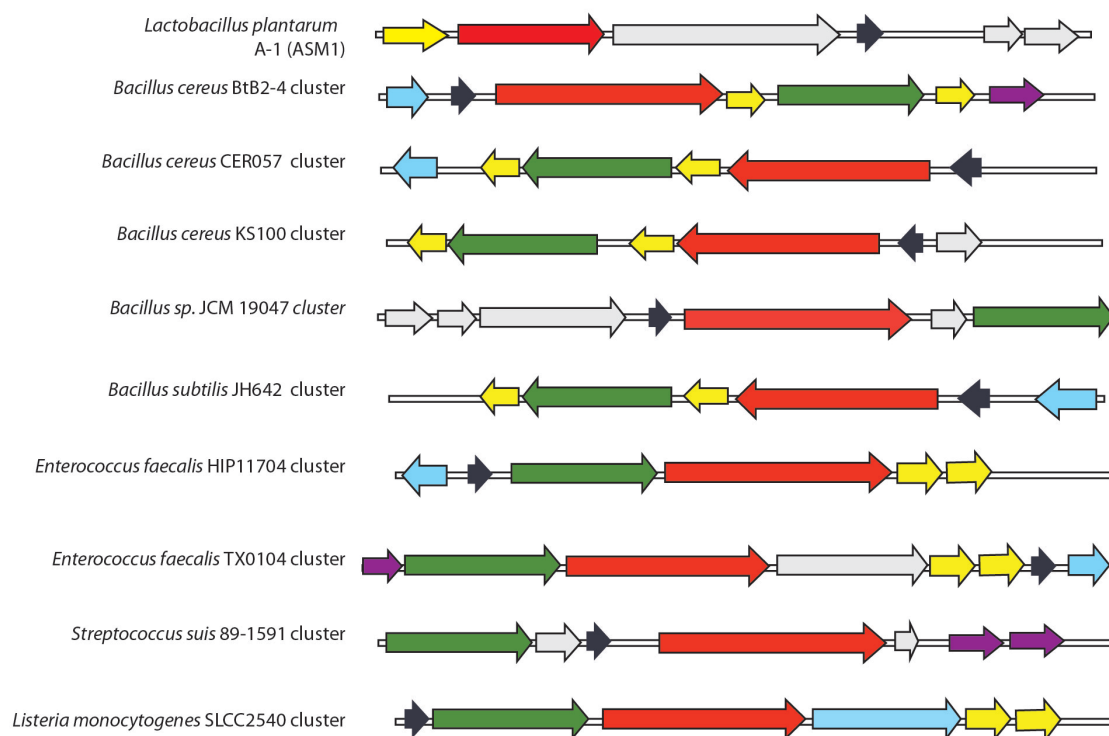 Lactobacillus plantarum
A-1 (ASM1)
Bacillus cereus BtB2-4 cluster
Bacillus cereus CER057 cluster
Bacillus cereus KS100 cluster
Bacillus sp. JCM 19047 cluster
Bacillus subtilis JH642 cluster
Enterococcus faecalis HIP11704 cluster
Enterococcus faecalis TX0104 cluster
Streptococcus suis 89-1591 cluster
Listeria monocytogenes SLCC2540 cluster